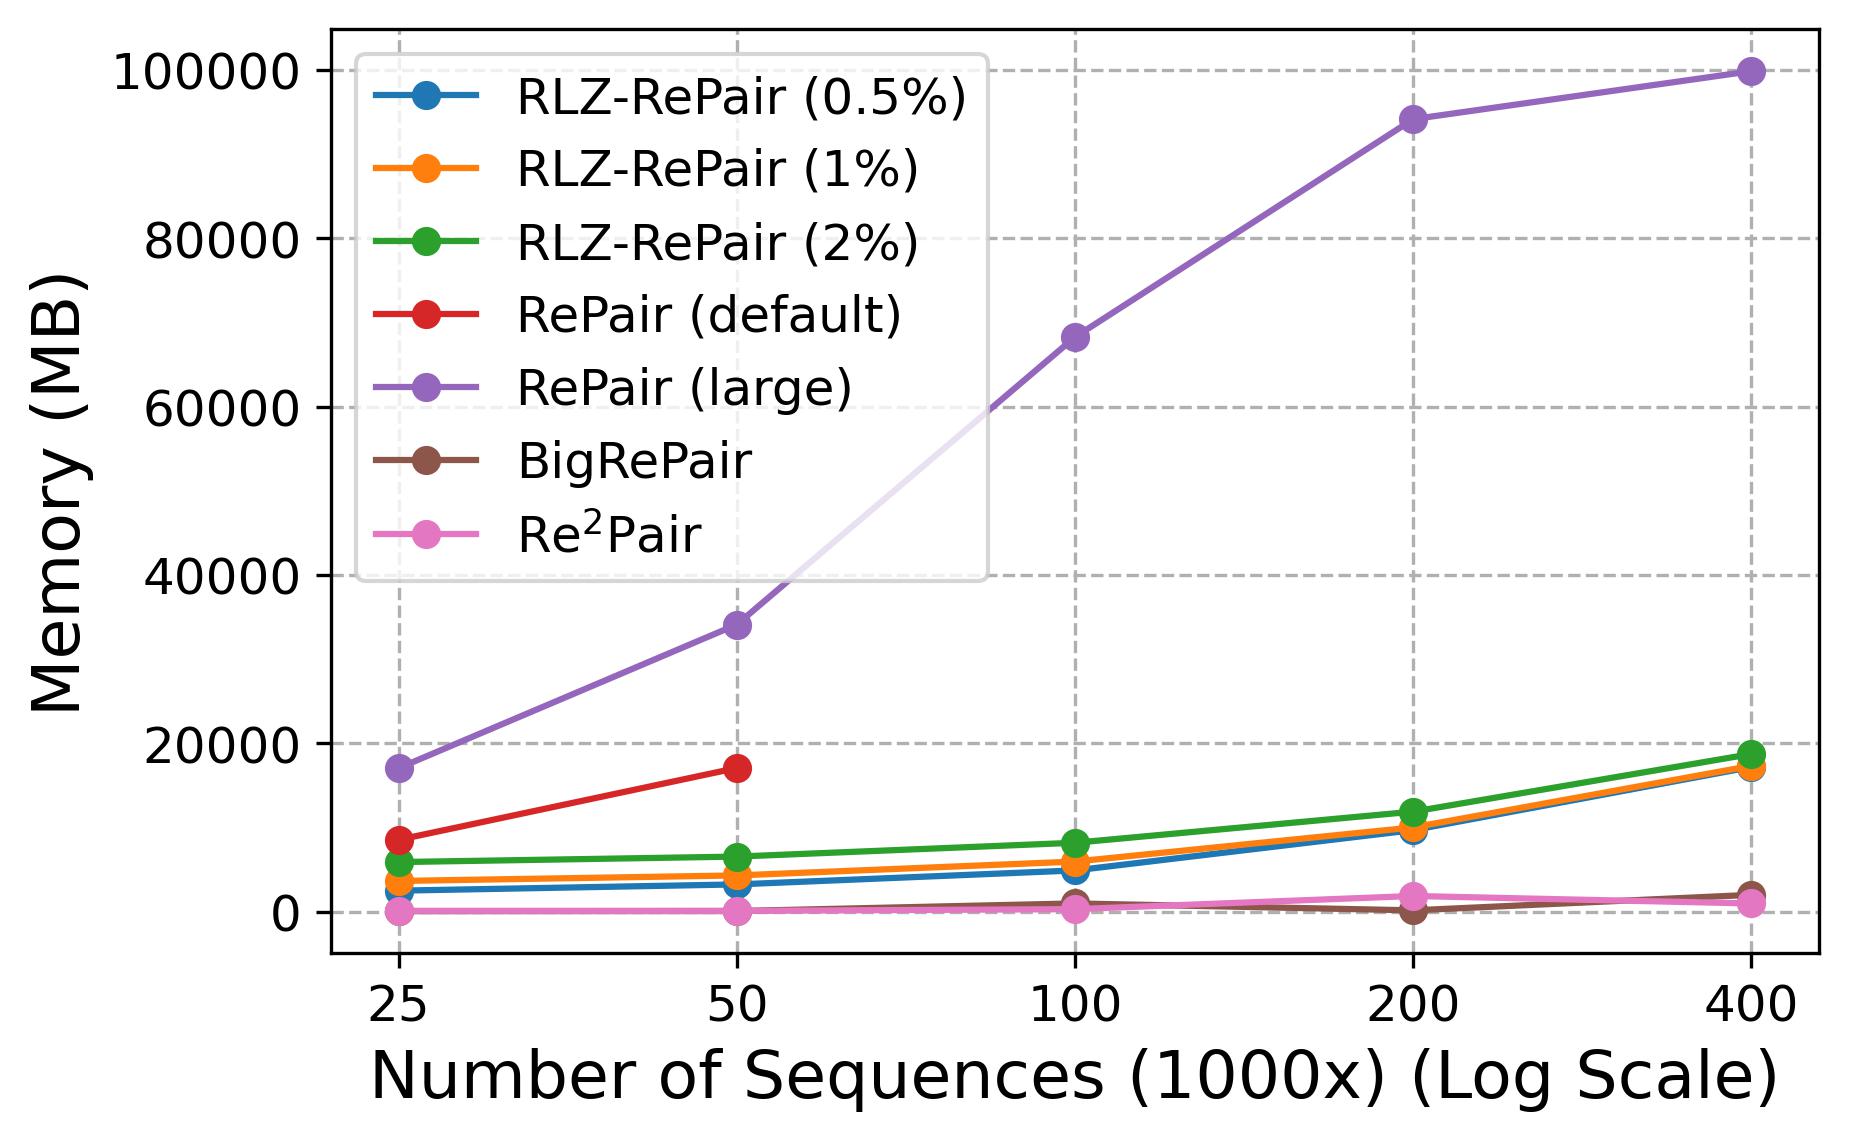 100000
80000
60000
40000
20000
0
Memory (MB)
RLZ-RePair (0.5%)
RLZ-RePair (1%)
RLZ-RePair (2%)
RePair (default)
RePair (large)
BigRePair
Re²Pair
25 50 100 200 400
Number of Sequences (1000x) (Log Scale)